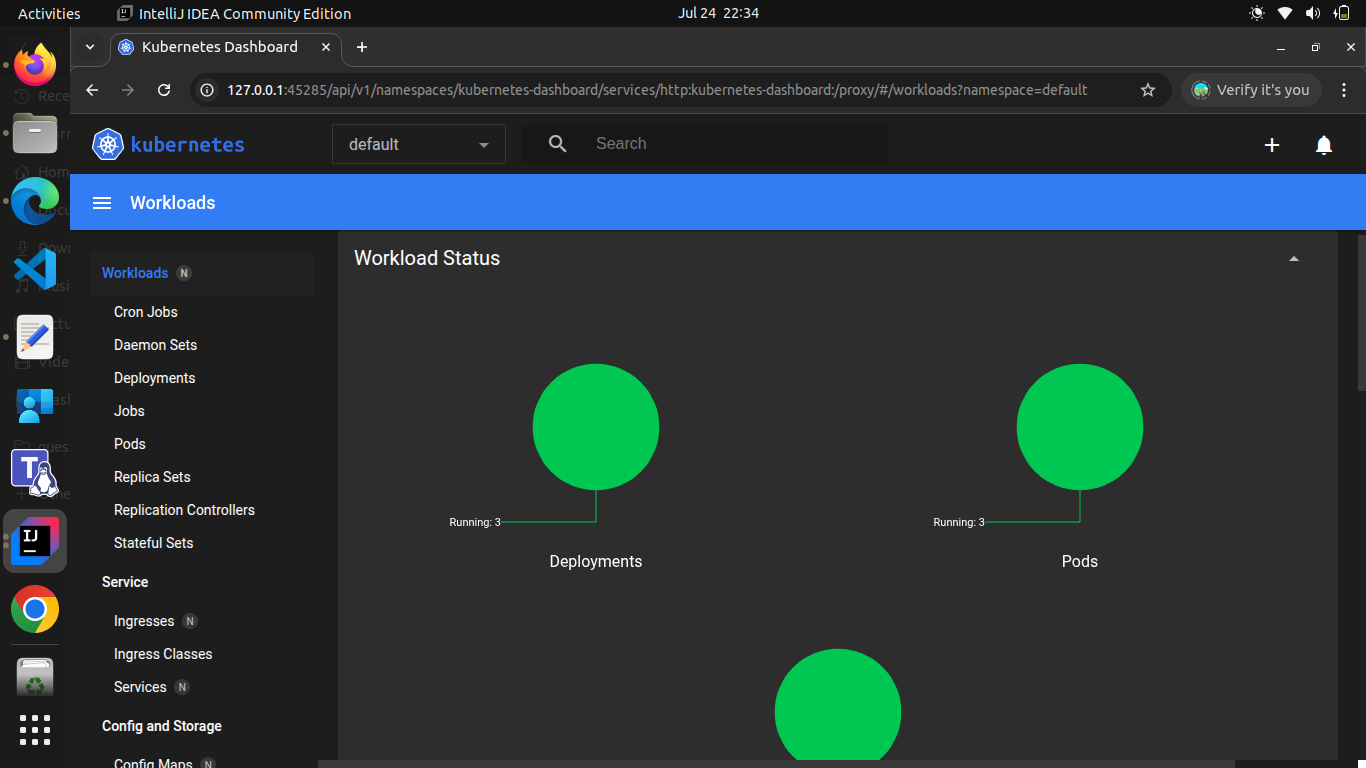 Activities
IntelliJ IDEA Community Edition
Jul 24 22:34
Kubernetes Dashboard
127.0.0.1:45285/api/v1/namespaces/kubernetes-dashboard/services/http:kubernetes-dashboard:/proxy/#/workloads?namespace=default
Verify it's you
kubernetes
default
Search
Workloads
Workloads N
Cron Jobs
Daemon Sets
Deployments
Jobs
Pods
Replica Sets
Replication Controllers
Stateful Sets
Service
Ingresses N
Ingress Classes
Services N
Config and Storage
Config Maps N
Workload Status
Running: 3
Deployments
Running: 3
Pods